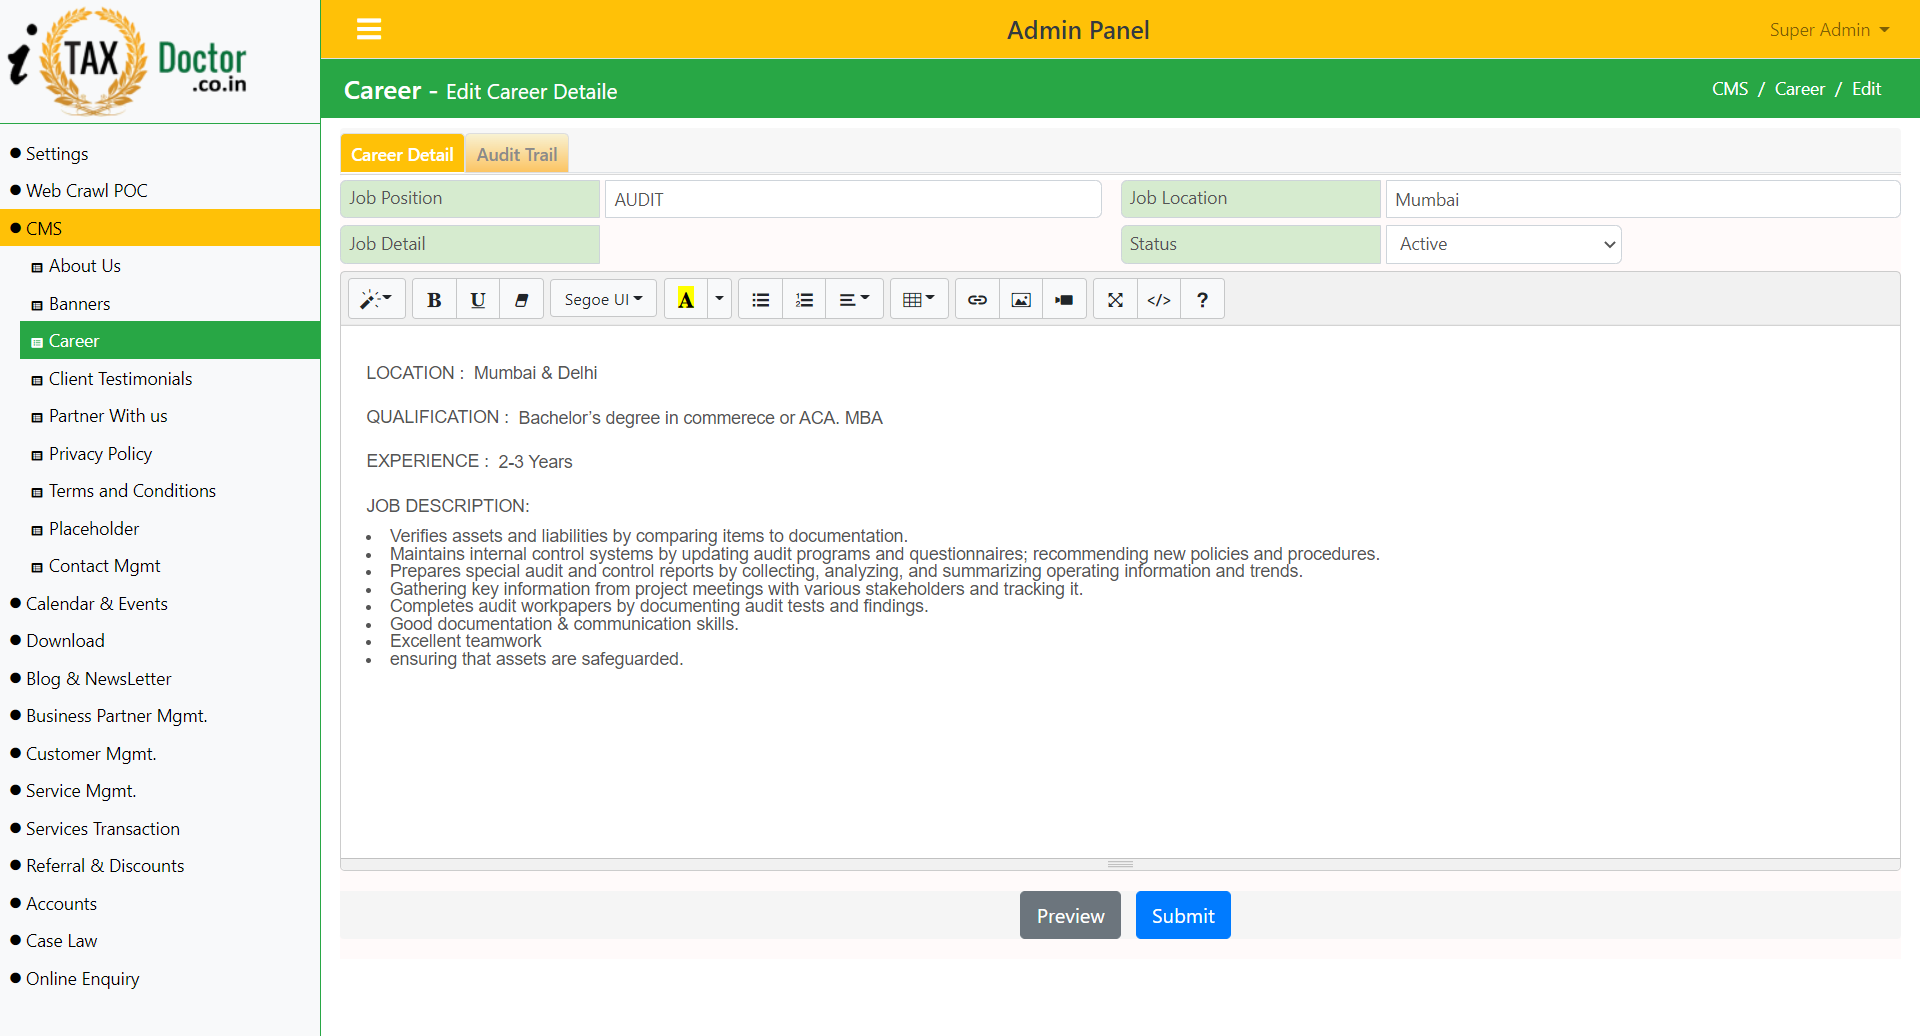 i TAX Doctor
.co.in
Admin Panel
Super Admin
Career - Edit Career Detaile
CMS / Career / Edit
Settings
Web Crawl POC
CMS
About Us
Banners
Career
Client Testimonials
Partner With us
Privacy Policy
Terms and Conditions
Placeholder
Contact Mgmt
Calendar & Events
Download
Blog & NewsLetter
Business Partner Mgmt.
Customer Mgmt.
Service Mgmt.
Services Transaction
Referral & Discounts
Accounts
Case Law
Online Enquiry
Career Detail Audit Trail
Job Position AUDIT Job Location Mumbai
Job Detail Status Active
B U Segoe UI A </> ?
LOCATION : Mumbai & Delhi
QUALIFICATION : Bachelor’s degree in commerece or ACA. MBA
EXPERIENCE : 2-3 Years
JOB DESCRIPTION:
• Verifies assets and liabilities by comparing items to documentation.
• Maintains internal control systems by updating audit programs and questionnaires; recommending new policies and procedures.
• Prepares special audit and control reports by collecting, analyzing, and summarizing operating information and trends.
• Gathering key information from project meetings with various stakeholders and tracking it.
• Completes audit workpapers by documenting audit tests and findings.
• Good documentation & communication skills.
• Excellent teamwork
• ensuring that assets are safeguarded.
Preview Submit